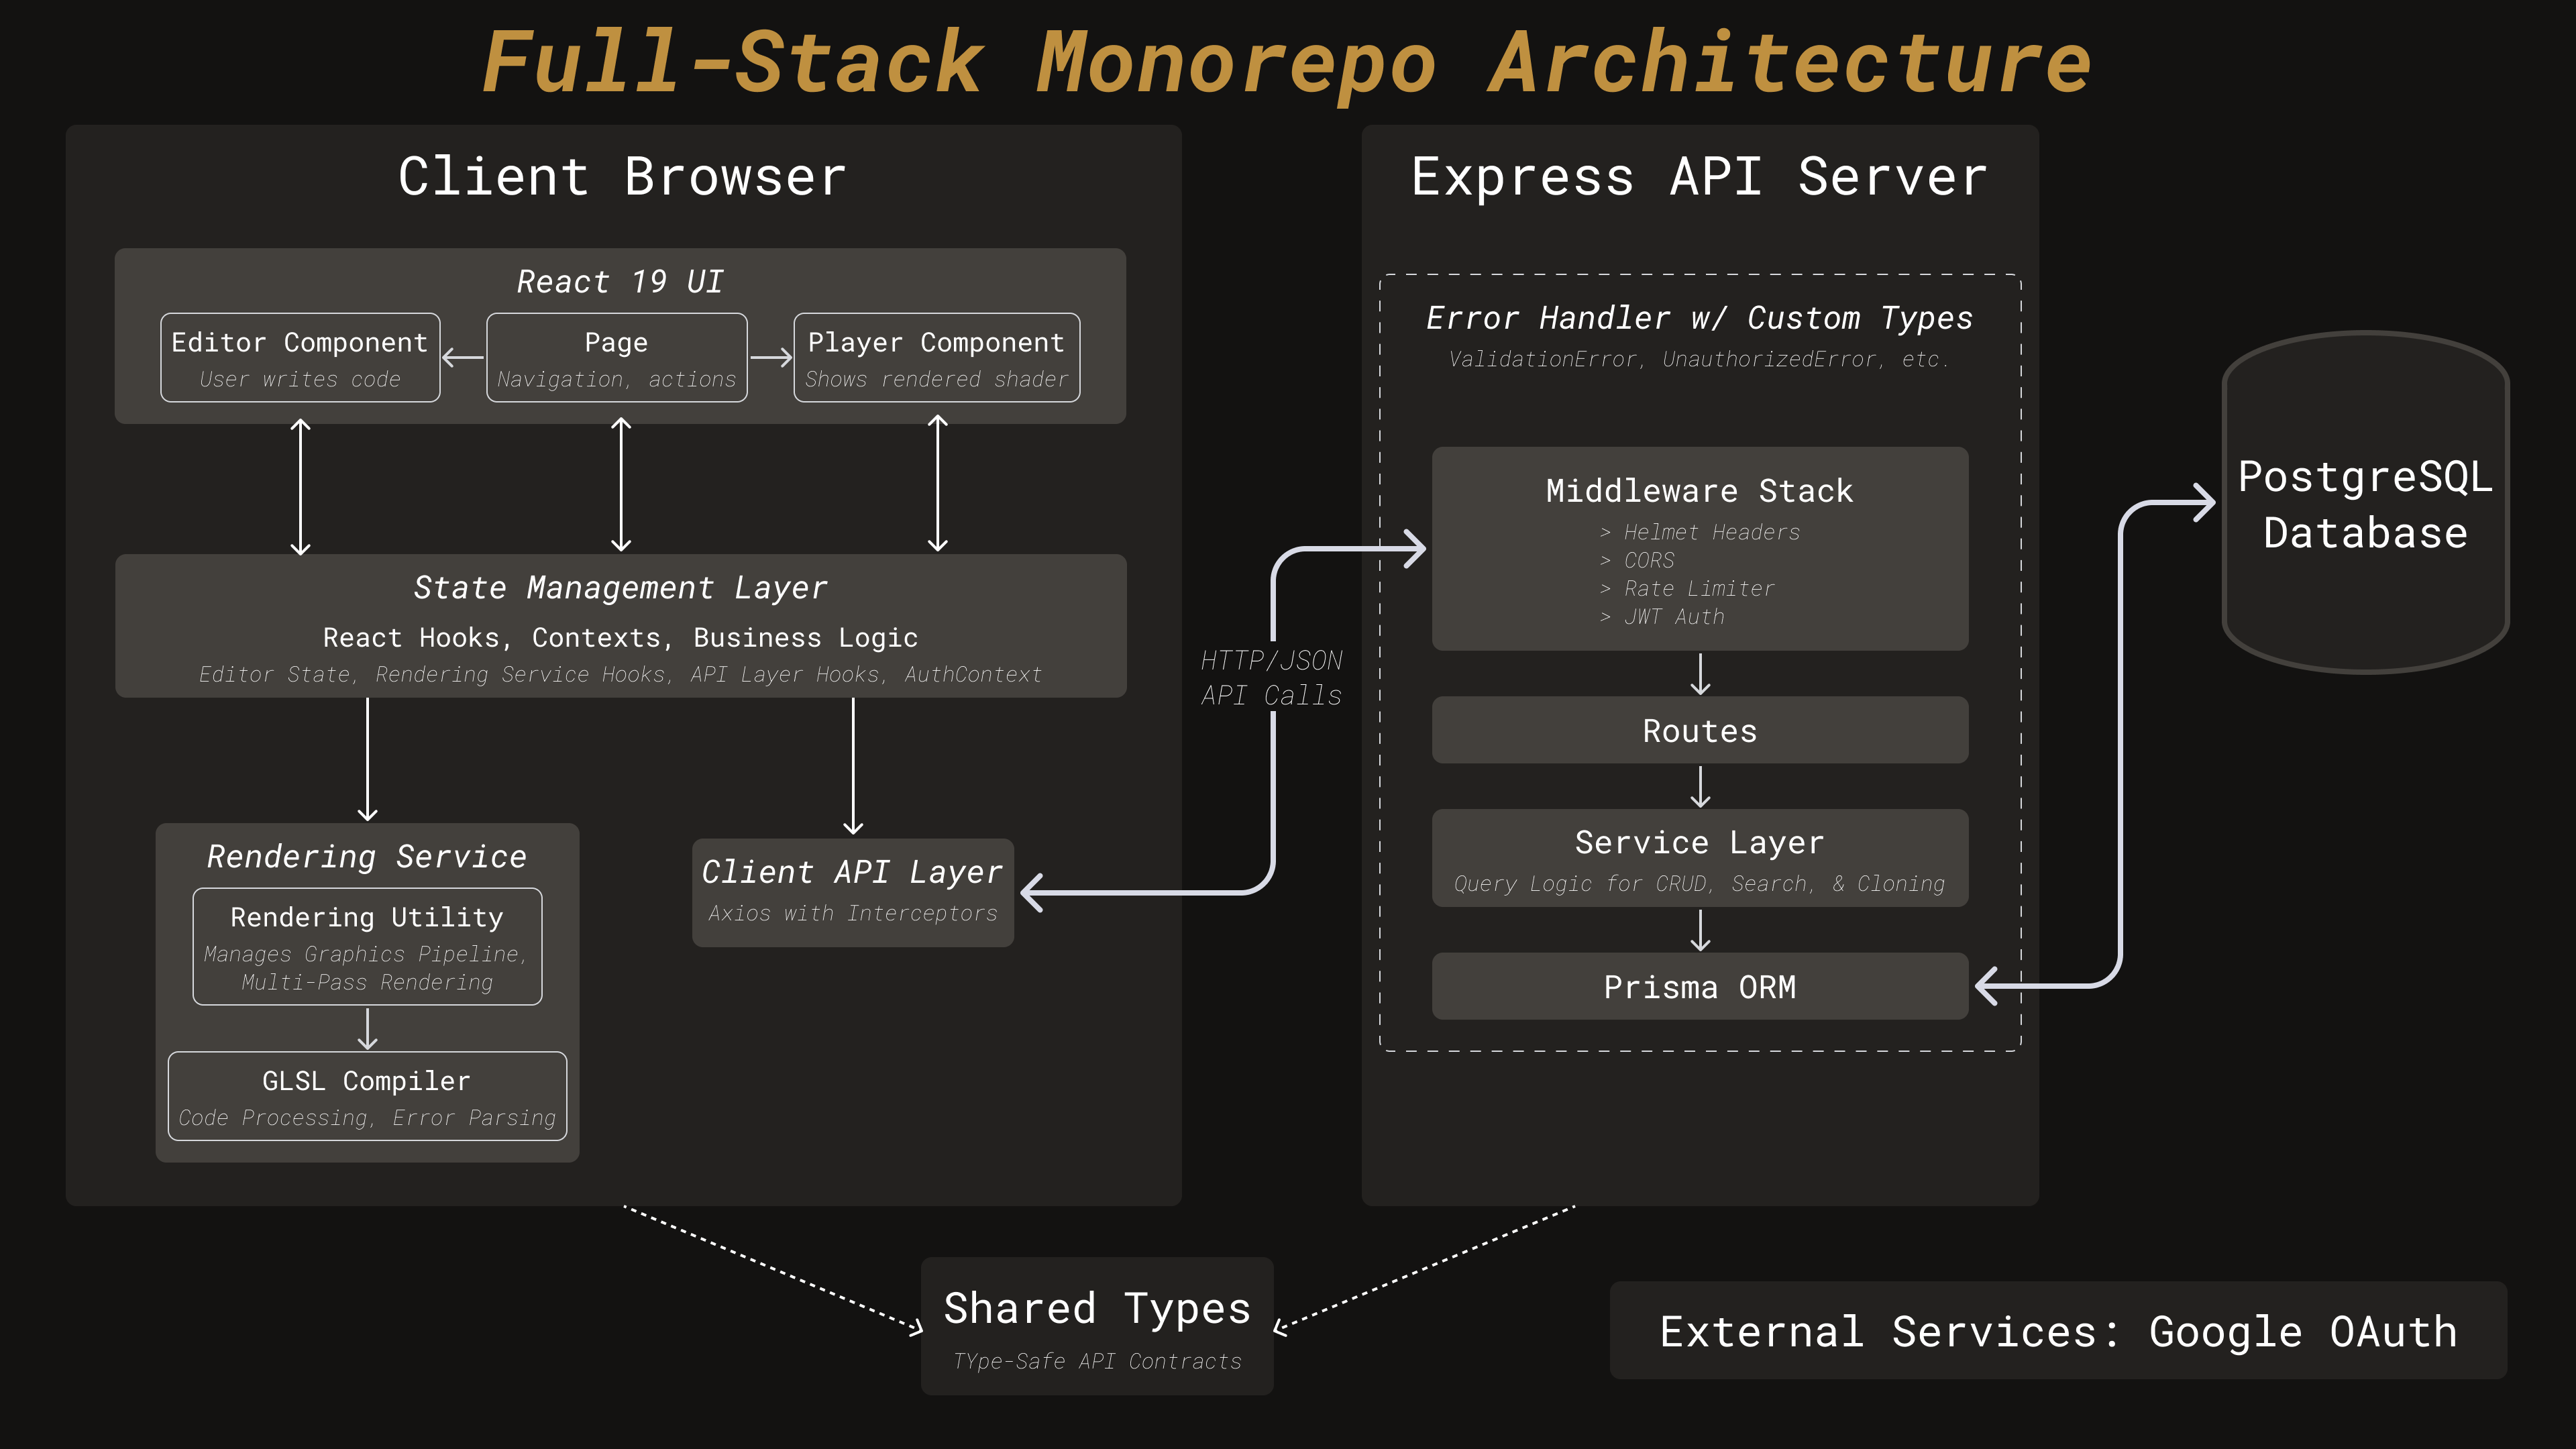 Full-Stack Monorepo Architecture
Client Browser
React 19 UI
Editor Component
User writes code
Page
Navigation, actions
Player Component
Shows rendered shader
State Management Layer
React Hooks, Contexts, Business Logic
Editor State, Rendering Service Hooks, API Layer Hooks, AuthContext
Rendering Service
Rendering Utility
Manages Graphics Pipeline,
Multi-Pass Rendering
GLSL Compiler
Code Processing, Error Parsing
Client API Layer
Axios with Interceptors
HTTP/JSON
API Calls
Express API Server
Error Handler w/ Custom Types
ValidationError, UnauthorizedError, etc.
Middleware Stack
> Helmet Headers
> CORS
> Rate Limiter
> JWT Auth
Routes
Service Layer
Query Logic for CRUD, Search, & Cloning
Prisma ORM
PostgreSQL
Database
Shared Types
TYpe-Safe API Contracts
External Services: Google OAuth